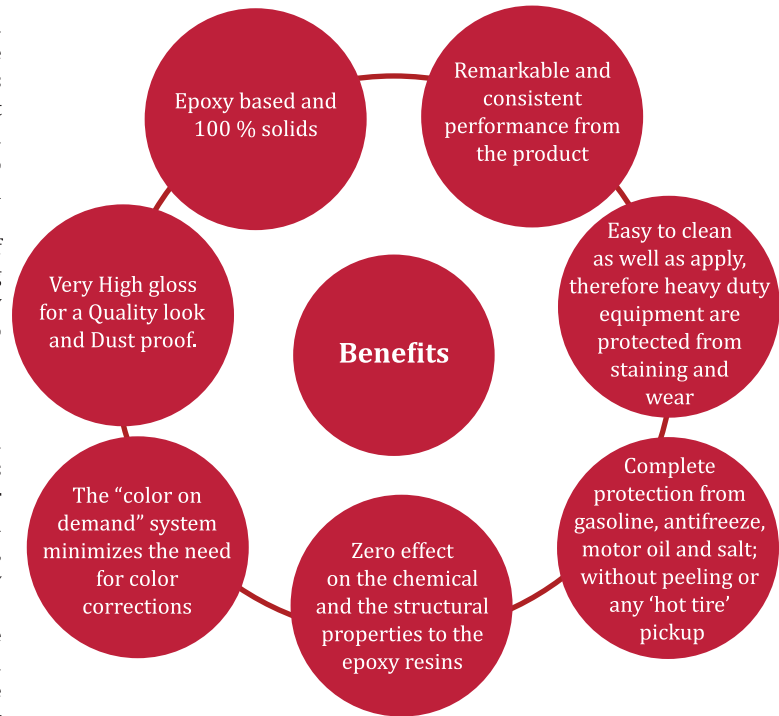 Epoxy based and
100 % solids
Remarkable and
consistent
performance from
the product
Easy to clean
as well as apply,
therefore heavy duty
equipment are
protected from
staining and
wear
Complete
protection from
gasoline, antifreeze,
motor oil and salt;
without peeling or
any ‘hot tire’
pickup
Zero effect
on the chemical
and the structural
properties to the
epoxy resins
The “color on
demand” system
minimizes the need
for color
corrections
Very High gloss
for a Quality look
and Dust proof.
Benefits